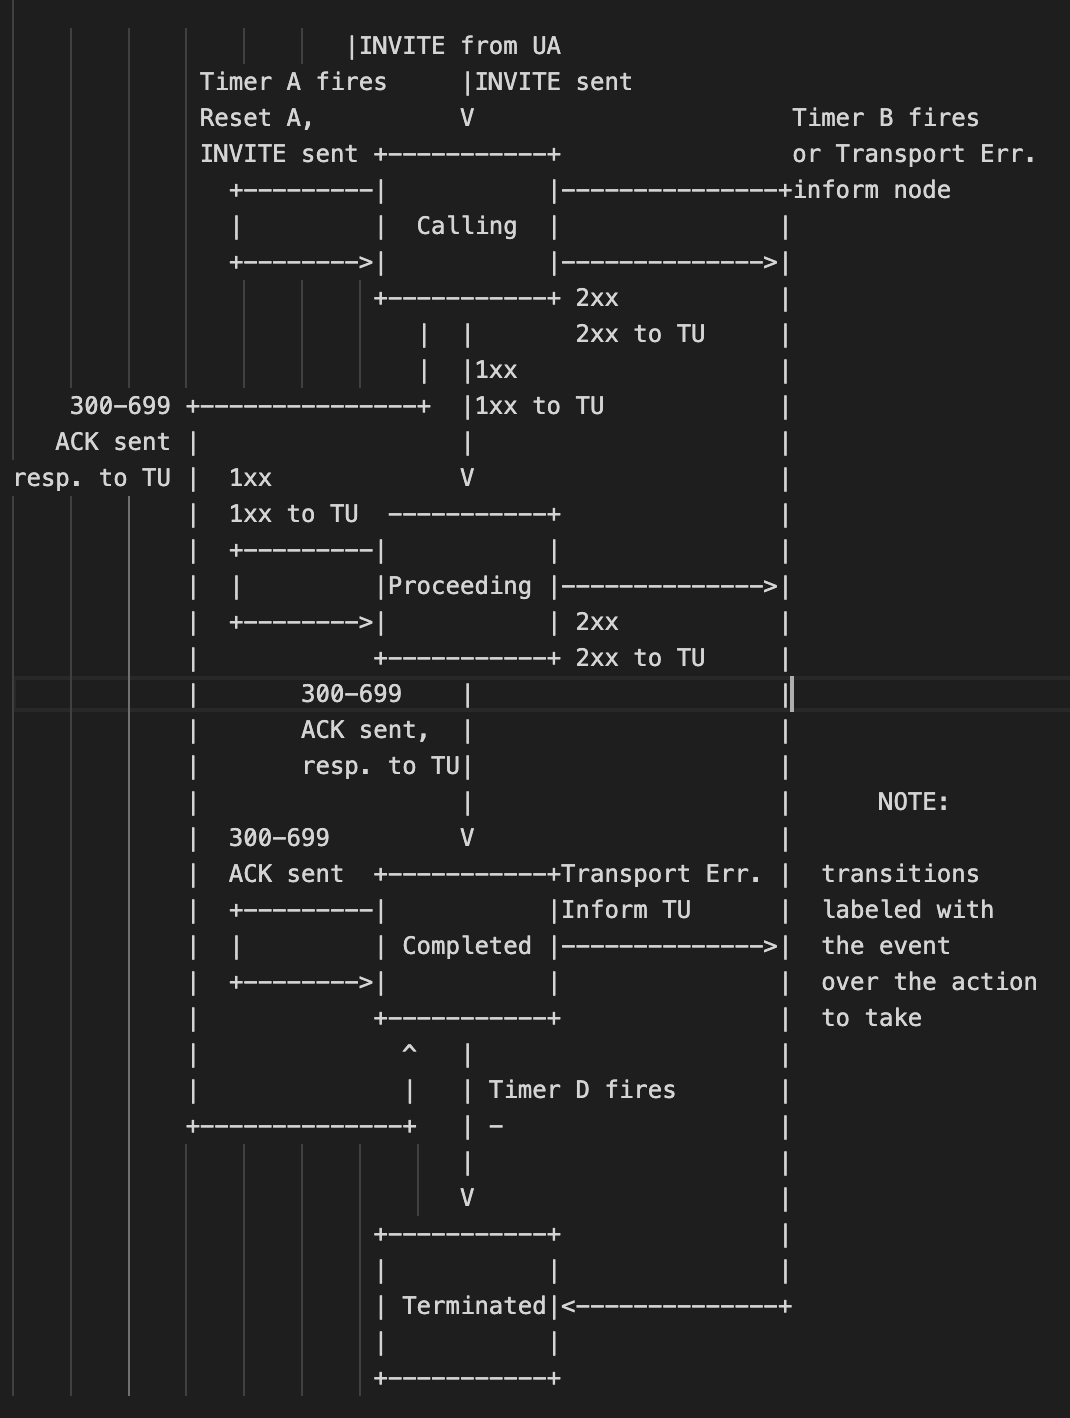 |INVITE from UA
             Timer A fires     |INVITE sent
             Reset A,          V                      Timer B fires
             INVITE sent +-----------+                or Transport Err.
               +---------|           |---------------+inform node
               |         |  Calling  |               |
               +-------->|           |-------------->|
                         +-----------+ 2xx           |
                            |  |       2xx to TU     |
                            |  |1xx                  |
    300-699 +---------------+  |1xx to TU            |
   ACK sent |                  |                     |
resp. to TU |  1xx             V                     |
            |  1xx to TU  -----------+               |
            |  +---------|           |               |
            |  |         |Proceeding |-------------->|
            |  +-------->|           | 2xx           |
            |            +-----------+ 2xx to TU     |
            |       300-699    |                     |
            |       ACK sent,  |                     |
            |       resp. to TU|                     |
            |                  |                     |      NOTE:
            |  300-699         V                     |
            |  ACK sent  +-----------+Transport Err. |  transitions
            |  +---------|           |Inform TU      |  labeled with
            |  |         | Completed |-------------->|  the event
            |  +-------->|           |               |  over the action
            |            +-----------+               |  to take
            |              ^   |                     |
            |              |   | Timer D fires       |
            +--------------+   | -                   |
                               |                     |
                               V                     |
                         +-----------+               |
                         |           |               |
                         | Terminated|<--------------+
                         |           |
                         +-----------+